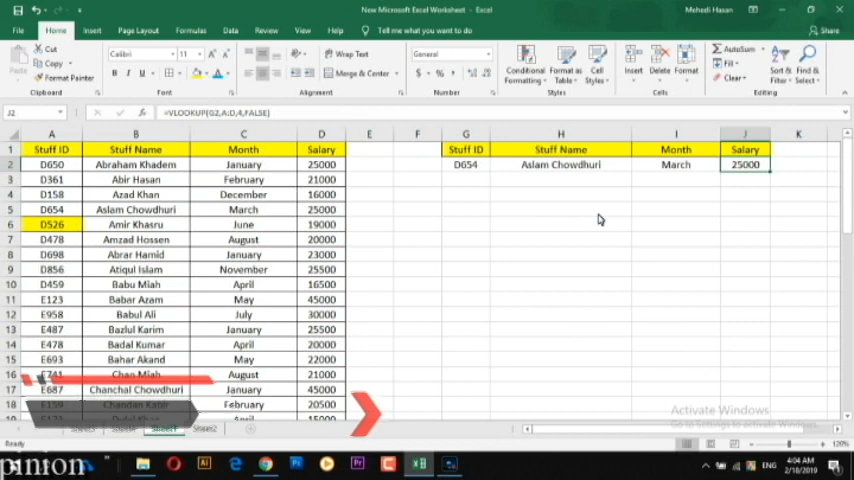 New Microsoft Excel Worksheet - Excel
Mehedi Hasan
File Home Insert Page Layout Formulas Data Review View Help Tell me what you want to do Share
Cut
Copy
Format Painter
Paste
Calibri 11
B I U
Wrap Text
Merge & Center
General
Conditional Formatting
Format as Table
Cell Styles
Insert Delete Format
AutoSum
Fill
Clear
Sort & Filter
Find & Select
Clipboard Font Alignment Number Styles Cells Editing
J2 fx =VLOOKUP(G2,A:D,4,FALSE)
A B C D E F G H I J K
1 Stuff ID Stuff Name Month Salary Stuff ID Stuff Name Month Salary
2 D650 Abraham Khadem January 25000 D654 Aslam Chowdhuri March 25000
3 D361 Abir Hasan February 21000
4 D158 Azad Khan December 16000
5 D654 Aslam Chowdhuri March 25000
6 D526 Amir Khasru June 19000
7 D478 Amzad Hossen August 20000
8 D698 Abrar Hamid January 23000
9 D856 Atiqul Islam November 25500
10 D459 Babu Miah April 16500
11 E123 Babar Azam May 45000
12 E958 Babul Ali July 30000
13 E487 Bazlul Karim January 25500
14 E478 Badal Kumar April 20000
15 E693 Bahar Akand May 22000
16 E741 Chan Miah August 21000
17 E687 Chanchal Chowdhuri January 45000
18 E159 Chandan Kabir February 20500
19 April 15000
Activate Windows
Go to Settings to activate Windows.
Sheet1 Sheet2
Ready
120%
pinion
ENG
4:04 AM
2/18/2019